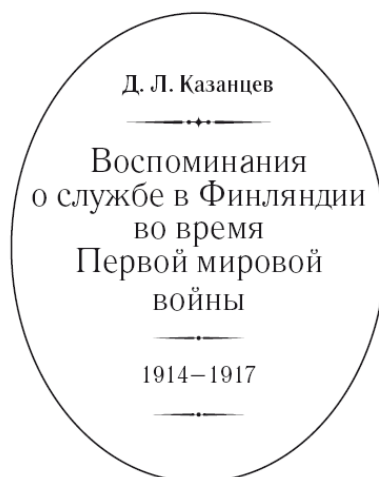 Д. Л. Казанцев
Воспоминания
о службе в Финляндии
во время
Первой мировой
войны
1914–1917